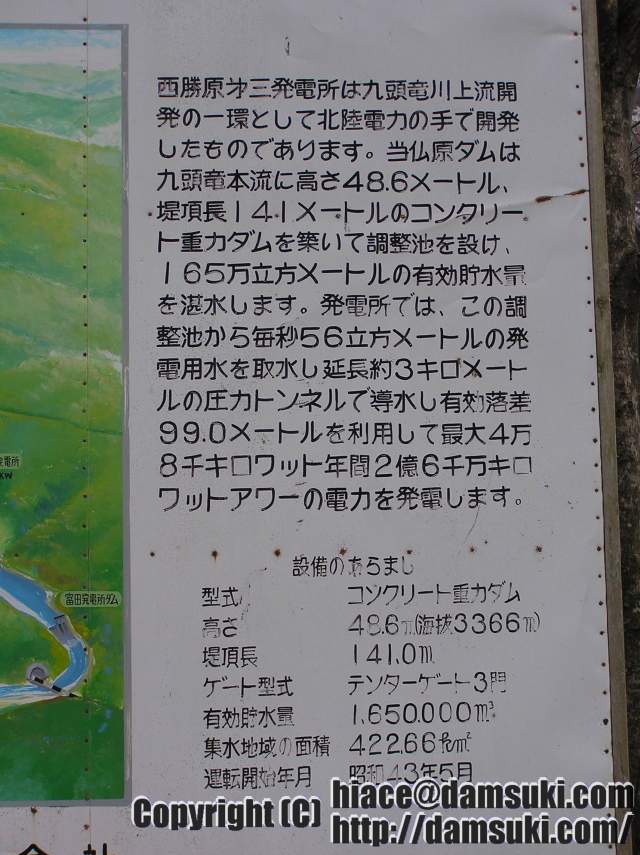 西勝原才三発電所は九頭竜川上流開
発の一環として北陸電力の手で開発
したものであります。当仏原ダムは
九頭竜本流に高さ48.6メートル、
堤頂長141メートルのコンタリー
ト重力ダムを築いて調整池を設け、
165万立方メートルの有効貯水量
を湛水します。発電所では、この調
整池から毎秒56立方メートルの発
電用水を取水し延長約3キロメート
ルの圧力トンネルで導水し有効落差
99.0メートルを利用して最大4万
8千キロワット年間2億6千万キロ
ワットアワーの電力を発電します。
設備のあらまし
型式 コンクリート重力ダム
高さ 48.6m(海抜336.6m)
堤頂長 141.0m
ゲート型式 テンターゲート3門
有効貯水量 1,650,000m³
集水地域の面積 422.66km²
運転開始年月 昭和43年5月
発電所
KW
富田発電所ダム
Copyright (C) hiace@damsuki.com
http://damsuki.com/